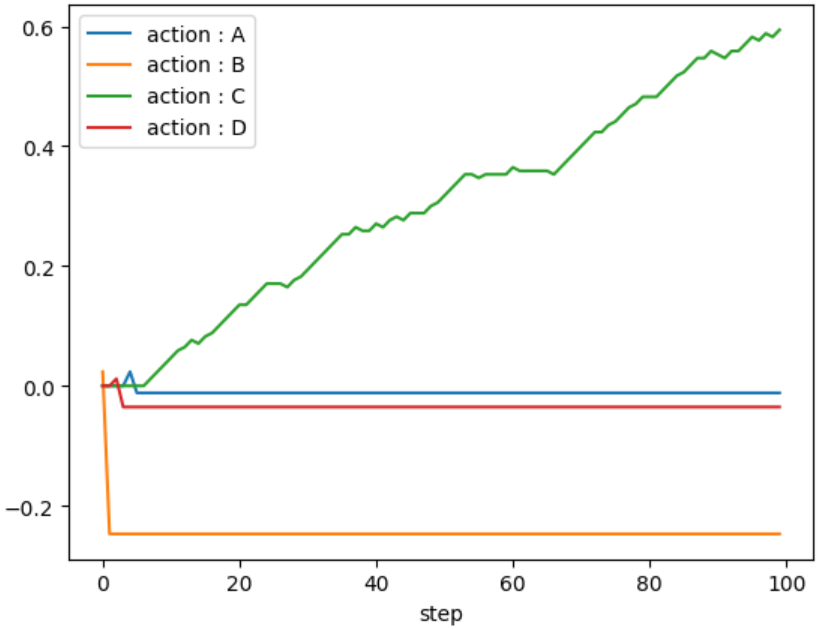 action : A
action : B
action : C
action : D
0.6
0.4
0.2
0.0
−0.2
0 20 40 60 80 100
step